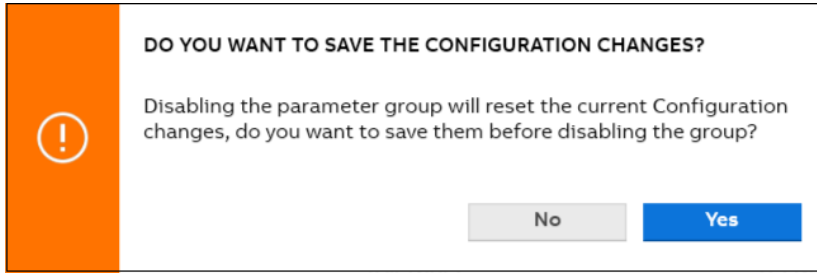 DO YOU WANT TO SAVE THE CONFIGURATION CHANGES?
Disabling the parameter group will reset the current Configuration
changes, do you want to save them before disabling the group?
No
Yes